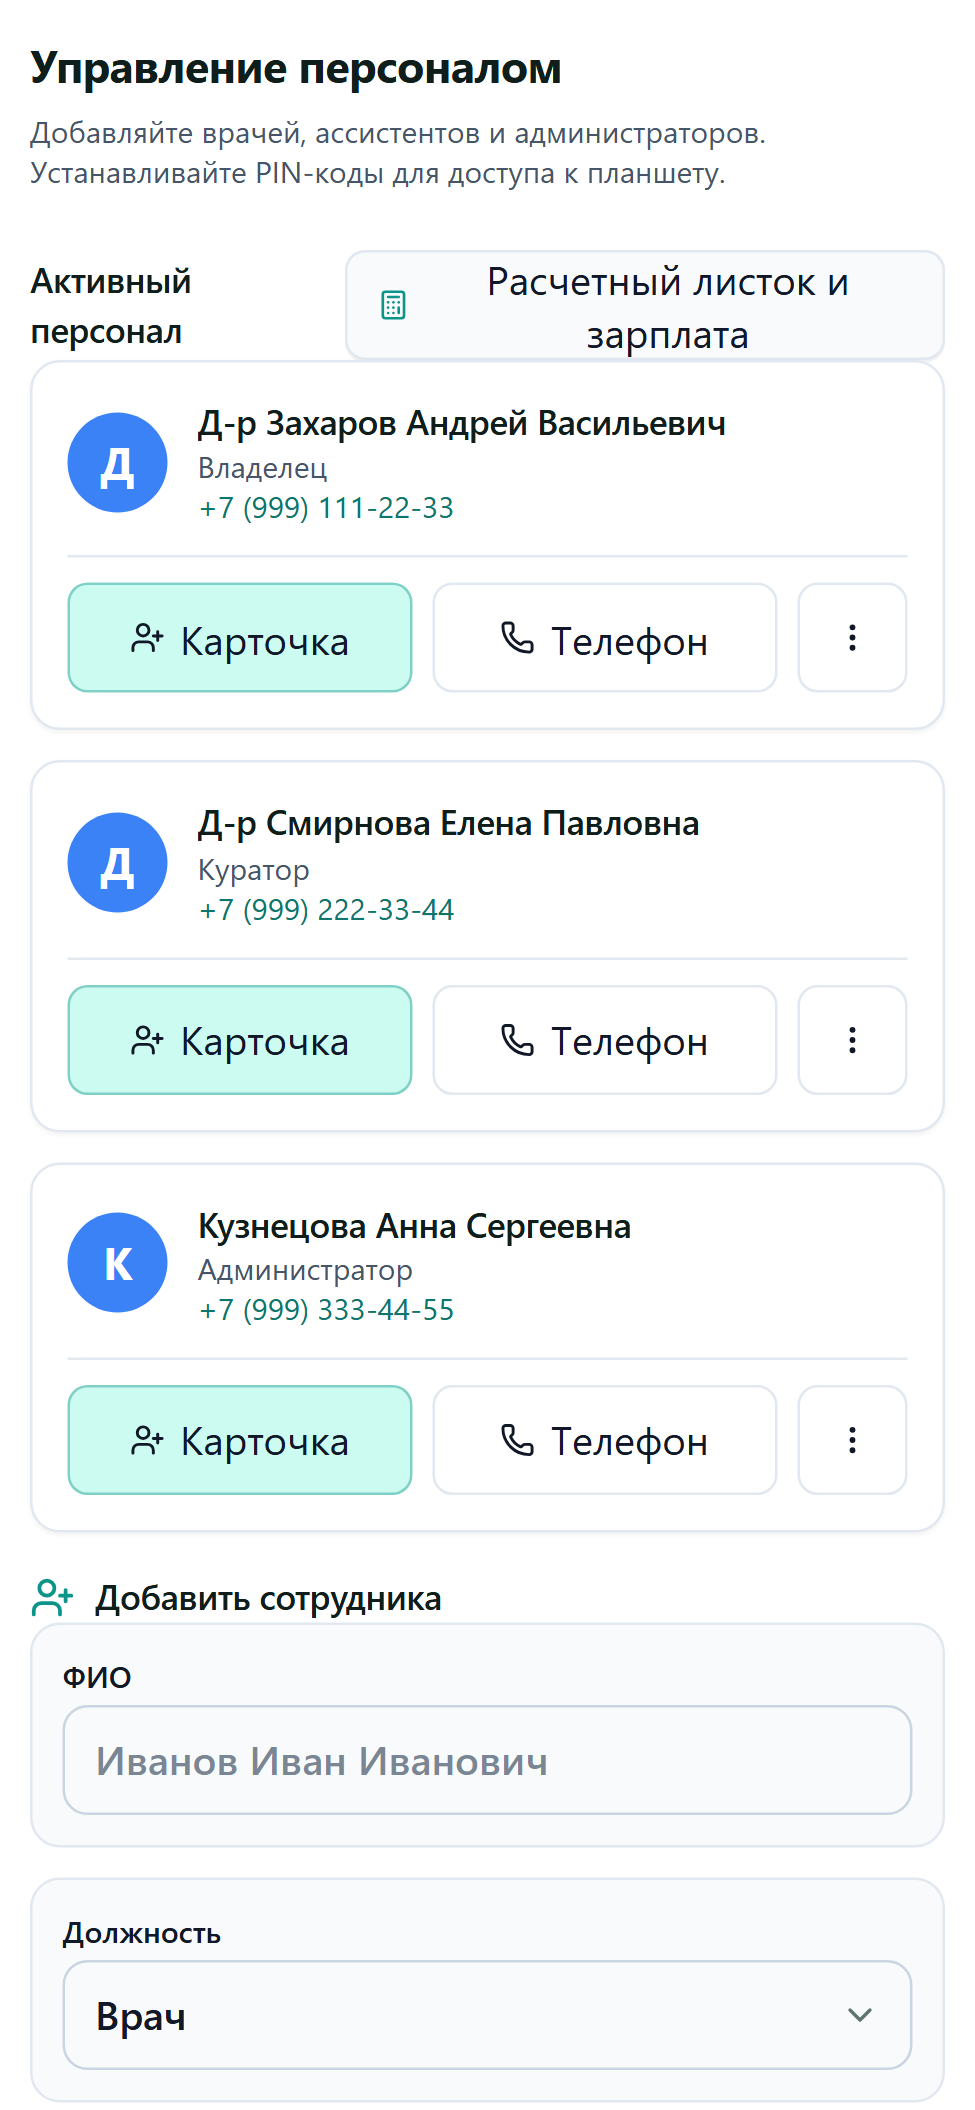 Управление персоналом
Добавляйте врачей, ассистентов и администраторов.
Устанавливайте PIN-коды для доступа к планшету.
Активный
персонал
Расчетный листок и
зарплата
Д
Д-р Захаров Андрей Васильевич
Владелец
+7 (999) 111-22-33
Карточка
Телефон
Д
Д-р Смирнова Елена Павловна
Куратор
+7 (999) 222-33-44
Карточка
Телефон
К
Кузнецова Анна Сергеевна
Администратор
+7 (999) 333-44-55
Карточка
Телефон
Добавить сотрудника
ФИО
Иванов Иван Иванович
Должность
Врач